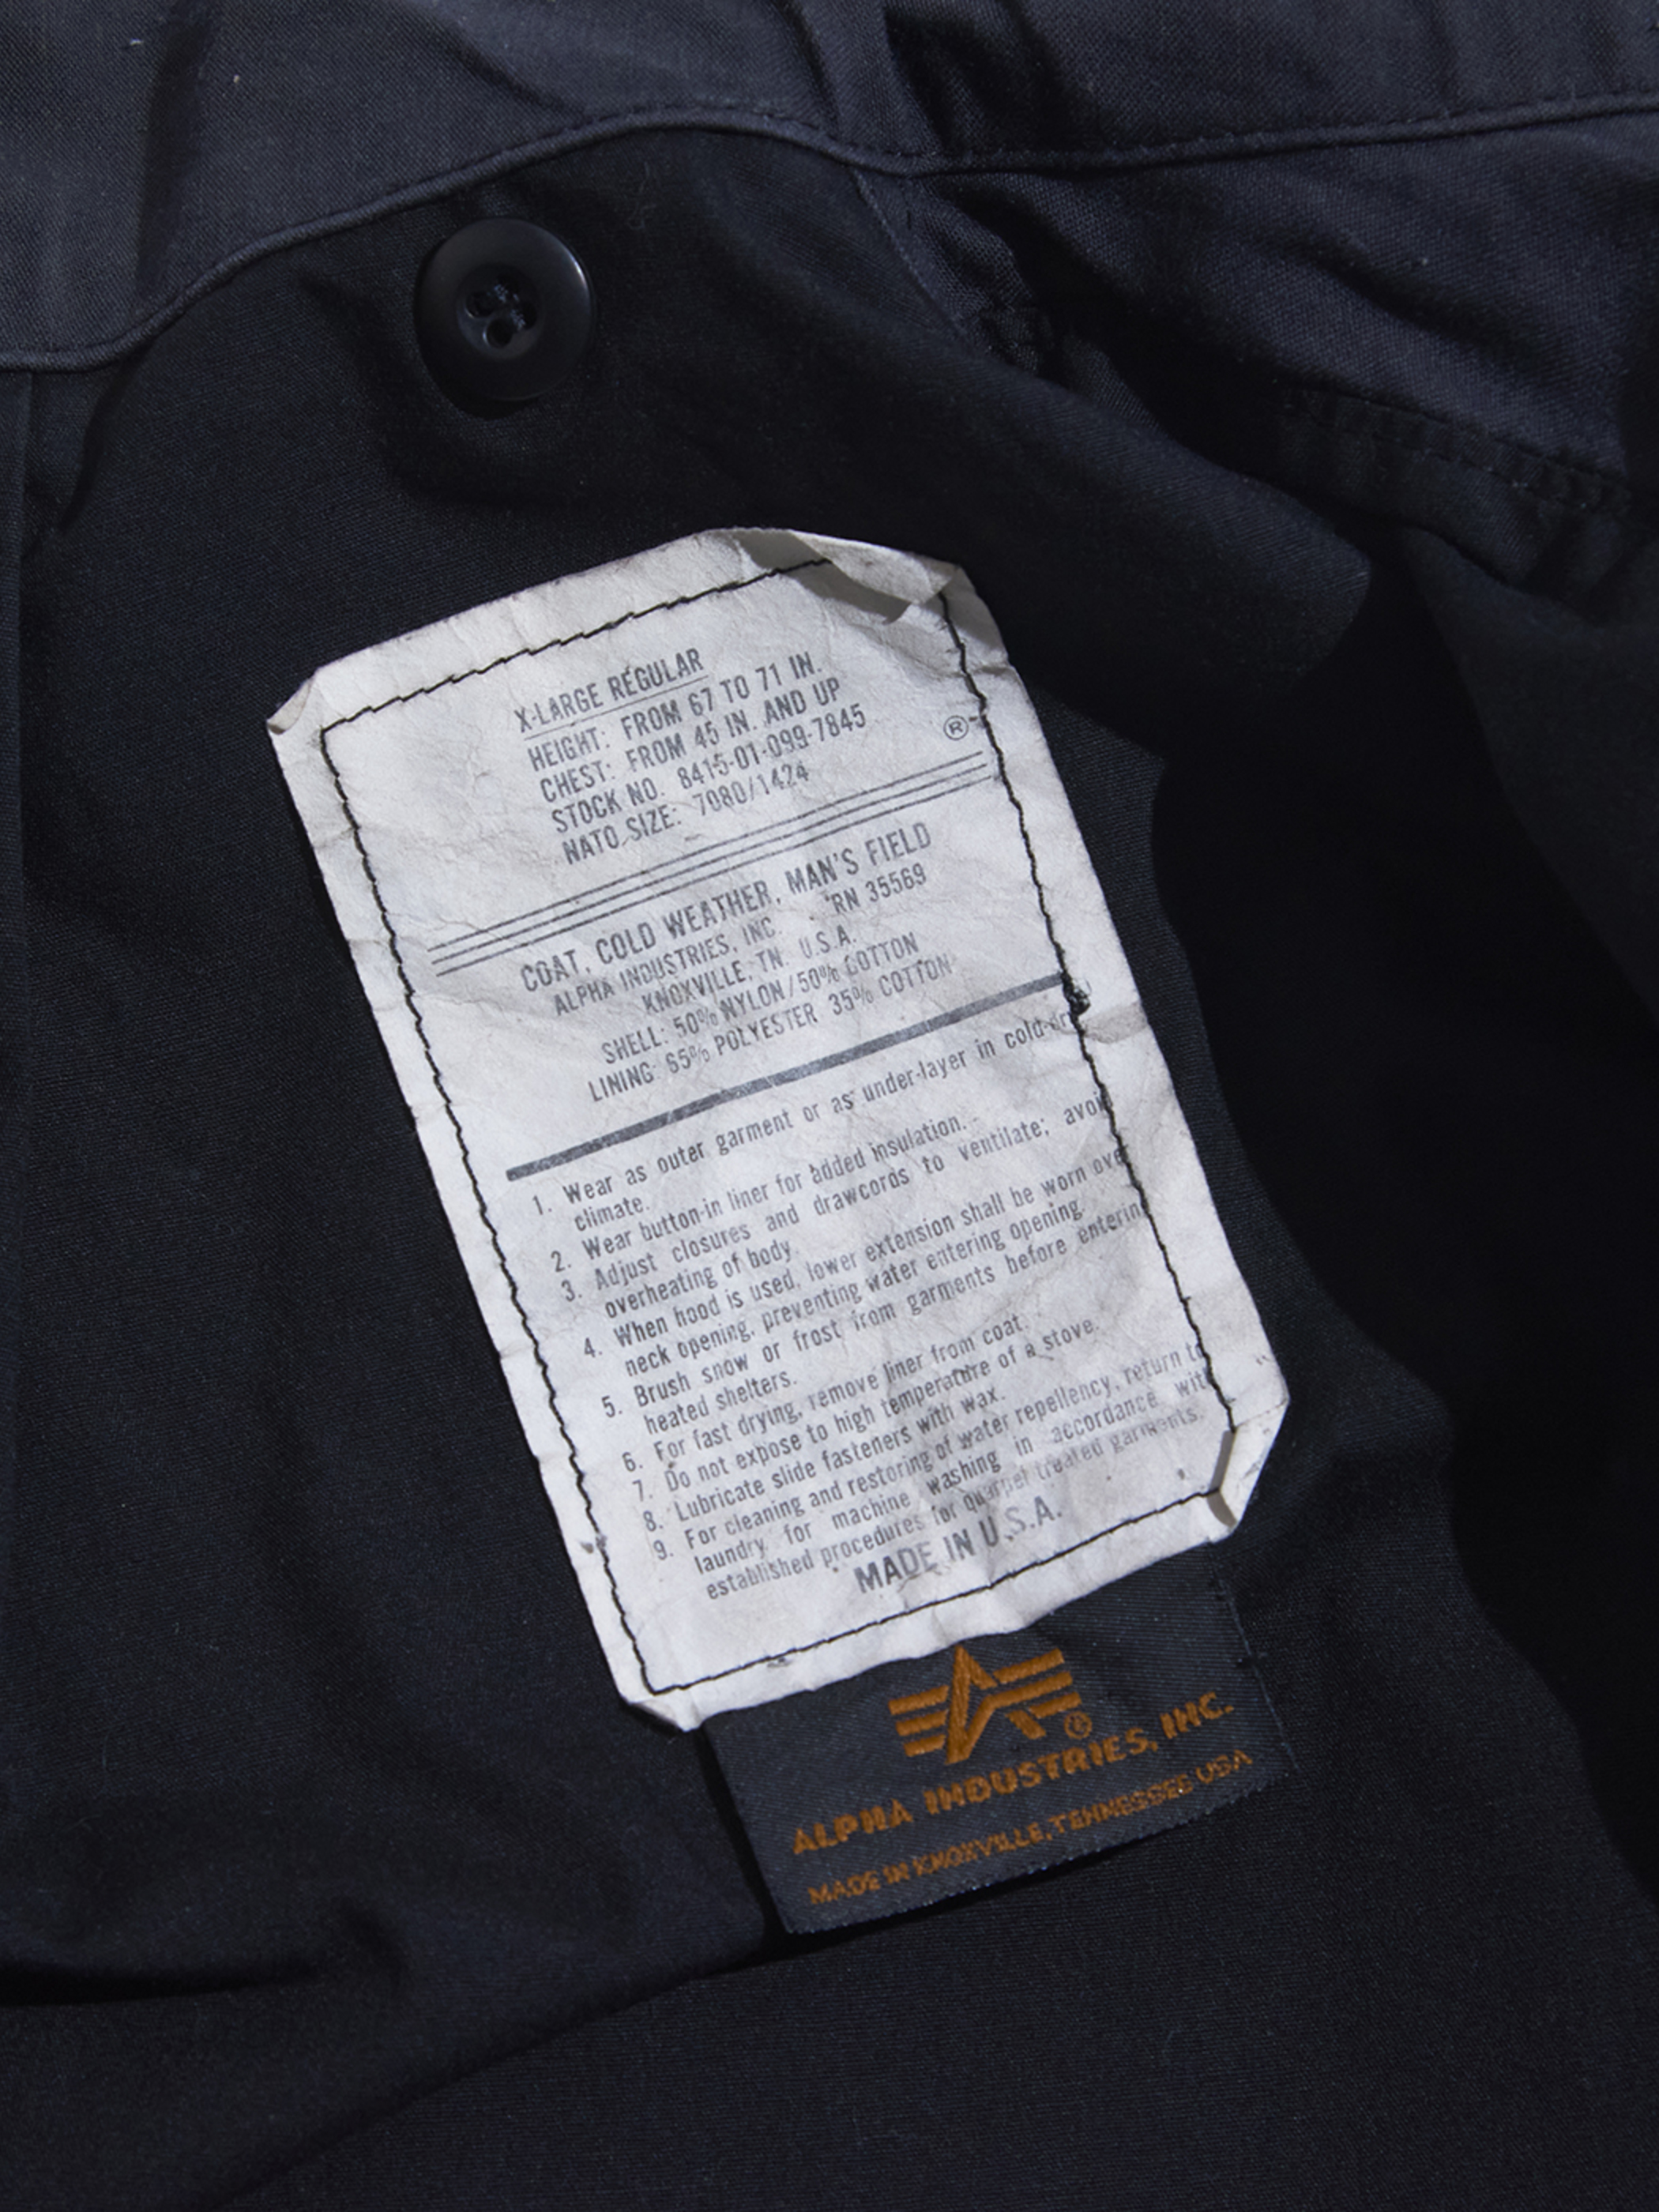 X-LARGE REGULAR
HEIGHT: FROM 67 TO 71 IN.
CHEST: FROM 45 IN. AND UP
STOCK NO. 8415-01-099-7845
NATO SIZE: 7080/1424
®
COAT, COLD WEATHER, MAN'S FIELD
ALPHA INDUSTRIES, INC. RN 35569
KNOXVILLE, TN U.S.A.
SHELL: 50% NYLON/50% COTTON
LINING: 65% POLYESTER 35% COTTON
1. Wear as outer garment or as under-layer in cold-dry
climate.
2. Wear button-in liner for added insulation.
3. Adjust closures and drawcords to ventilate; avoid
overheating of body.
4. When hood is used, lower extension shall be worn over
neck opening, preventing water entering opening.
5. Brush snow or frost from garments before entering
heated shelters.
6. For fast drying, remove liner from coat.
7. Do not expose to high temperature of a stove.
8. Lubricate slide fasteners with wax.
9. For cleaning and restoring of water repellency, return to
laundry for machine washing in accordance with
established procedures for quarpel treated garments.
MADE IN U.S.A.
®
ALPHA INDUSTRIES, INC.
MADE IN KNOXVILLE, TENNESSEE USA